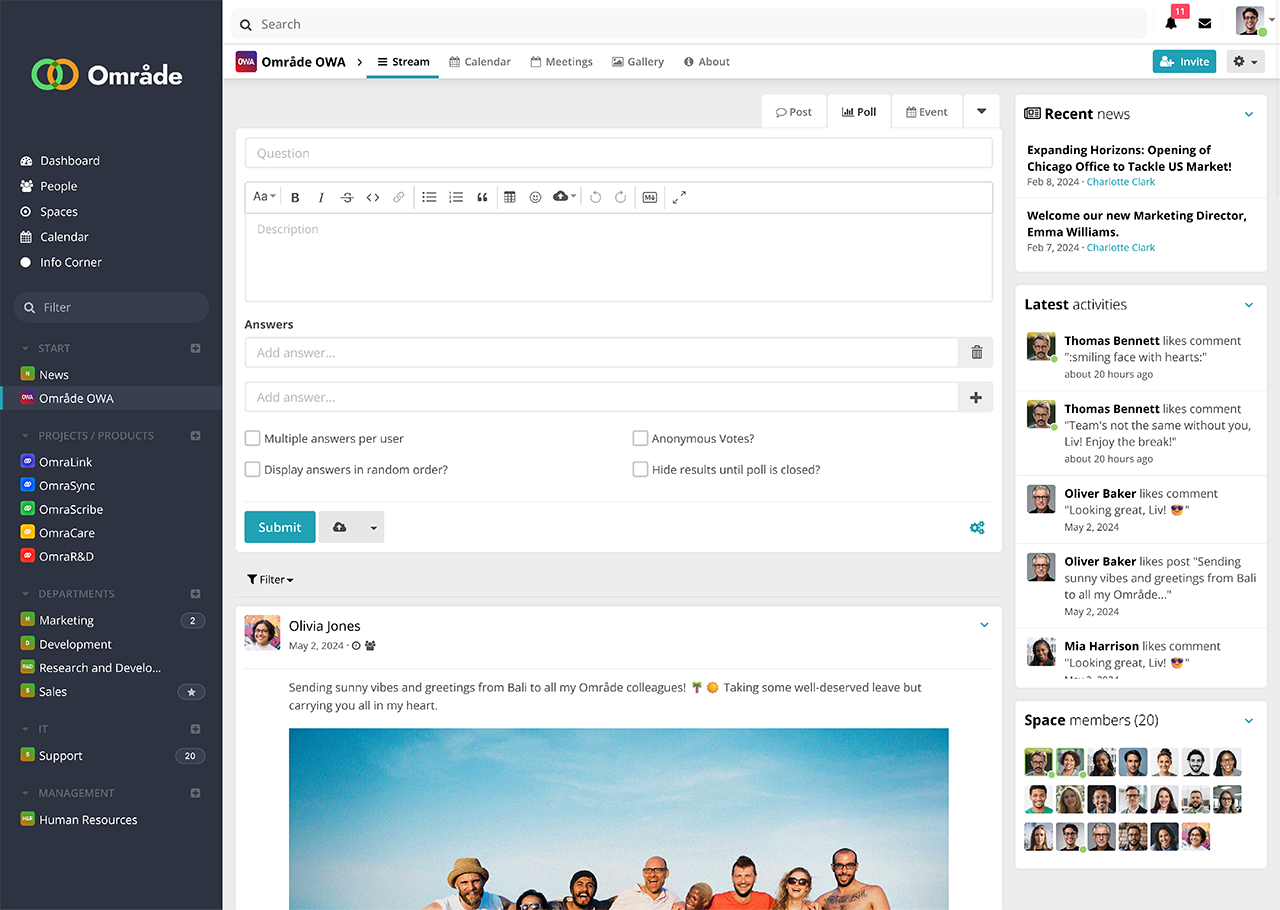 Område
Dashboard
People
Spaces
Calendar
Info Corner
Filter
START
N News
OWA Område OWA
PROJECTS / PRODUCTS
OmraLink
OmraSync
OmraScribe
OmraCare
OmraR&D
DEPARTMENTS
M Marketing 2
D Development
R&D Research and Develo...
S Sales
IT
S Support 20
MANAGEMENT
Human Resources
Search
11
OWA Område OWA Stream Calendar Meetings Gallery About
Invite
Post Poll Event
Question
Aa B I S
Description
Answers
Add answer...
Add answer...
Multiple answers per user Anonymous Votes?
Display answers in random order? Hide results until poll is closed?
Submit
Filter
Olivia Jones
May 2, 2024 ·
Sending sunny vibes and greetings from Bali to all my Område colleagues! 🌴 🌞 Taking some well-deserved leave but
carrying you all in my heart.
Recent news
Expanding Horizons: Opening of
Chicago Office to Tackle US Market!
Feb 8, 2024 · Charlotte Clark
Welcome our new Marketing Director,
Emma Williams.
Feb 7, 2024 · Charlotte Clark
Latest activities
Thomas Bennett likes comment
":smiling face with hearts:"
about 20 hours ago
Thomas Bennett likes comment
"Team's not the same without you,
Liv! Enjoy the break!"
about 20 hours ago
Oliver Baker likes comment
"Looking great, Liv! 😎"
May 2, 2024
Oliver Baker likes post "Sending
sunny vibes and greetings from Bali
to all my Område..."
May 2, 2024
Mia Harrison likes comment
"Looking great, Liv! 😎"
May 2, 2024
Space members (20)